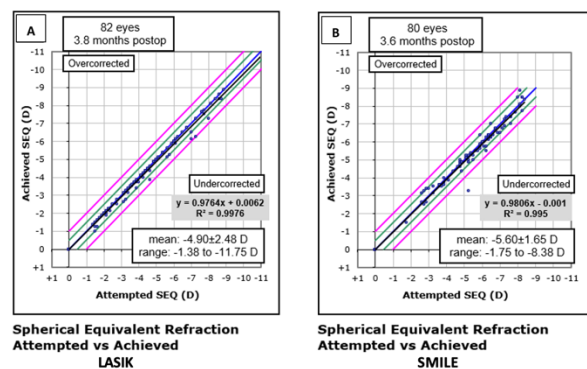 A
82 eyes
3.8 months postop
Overcorrected
-11
-10
-9
-8
-7
-6
-5
-4
-3
-2
-1
0
+1
Achieved SEQ (D)
Undercorrected
y = 0.9764x + 0.0062
R² = 0.9976
mean: -4.90±2.48 D
range: -1.38 to -11.75 D
+1 0 -1 -2 -3 -4 -5 -6 -7 -8 -9 -10 -11
Attempted SEQ (D)
Spherical Equivalent Refraction
Attempted vs Achieved
LASIK
B
80 eyes
3.6 months postop
Overcorrected
-11
-10
-9
-8
-7
-6
-5
-4
-3
-2
-1
0
+1
Achieved SEQ (D)
Undercorrected
y = 0.9806x - 0.001
R² = 0.995
mean: -5.60±1.65 D
range: -1.75 to -8.38 D
+1 0 -1 -2 -3 -4 -5 -6 -7 -8 -9 -10 -11
Attempted SEQ (D)
Spherical Equivalent Refraction
Attempted vs Achieved
SMILE